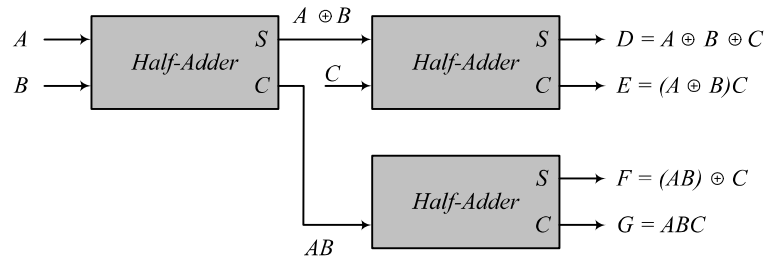 A ⊕ B
A
S
S
D = A ⊕ B ⊕ C
Half-Adder
Half-Adder
B
C
C
C
E = (A ⊕ B)C
S
F = (AB) ⊕ C
Half-Adder
AB
C
G = ABC